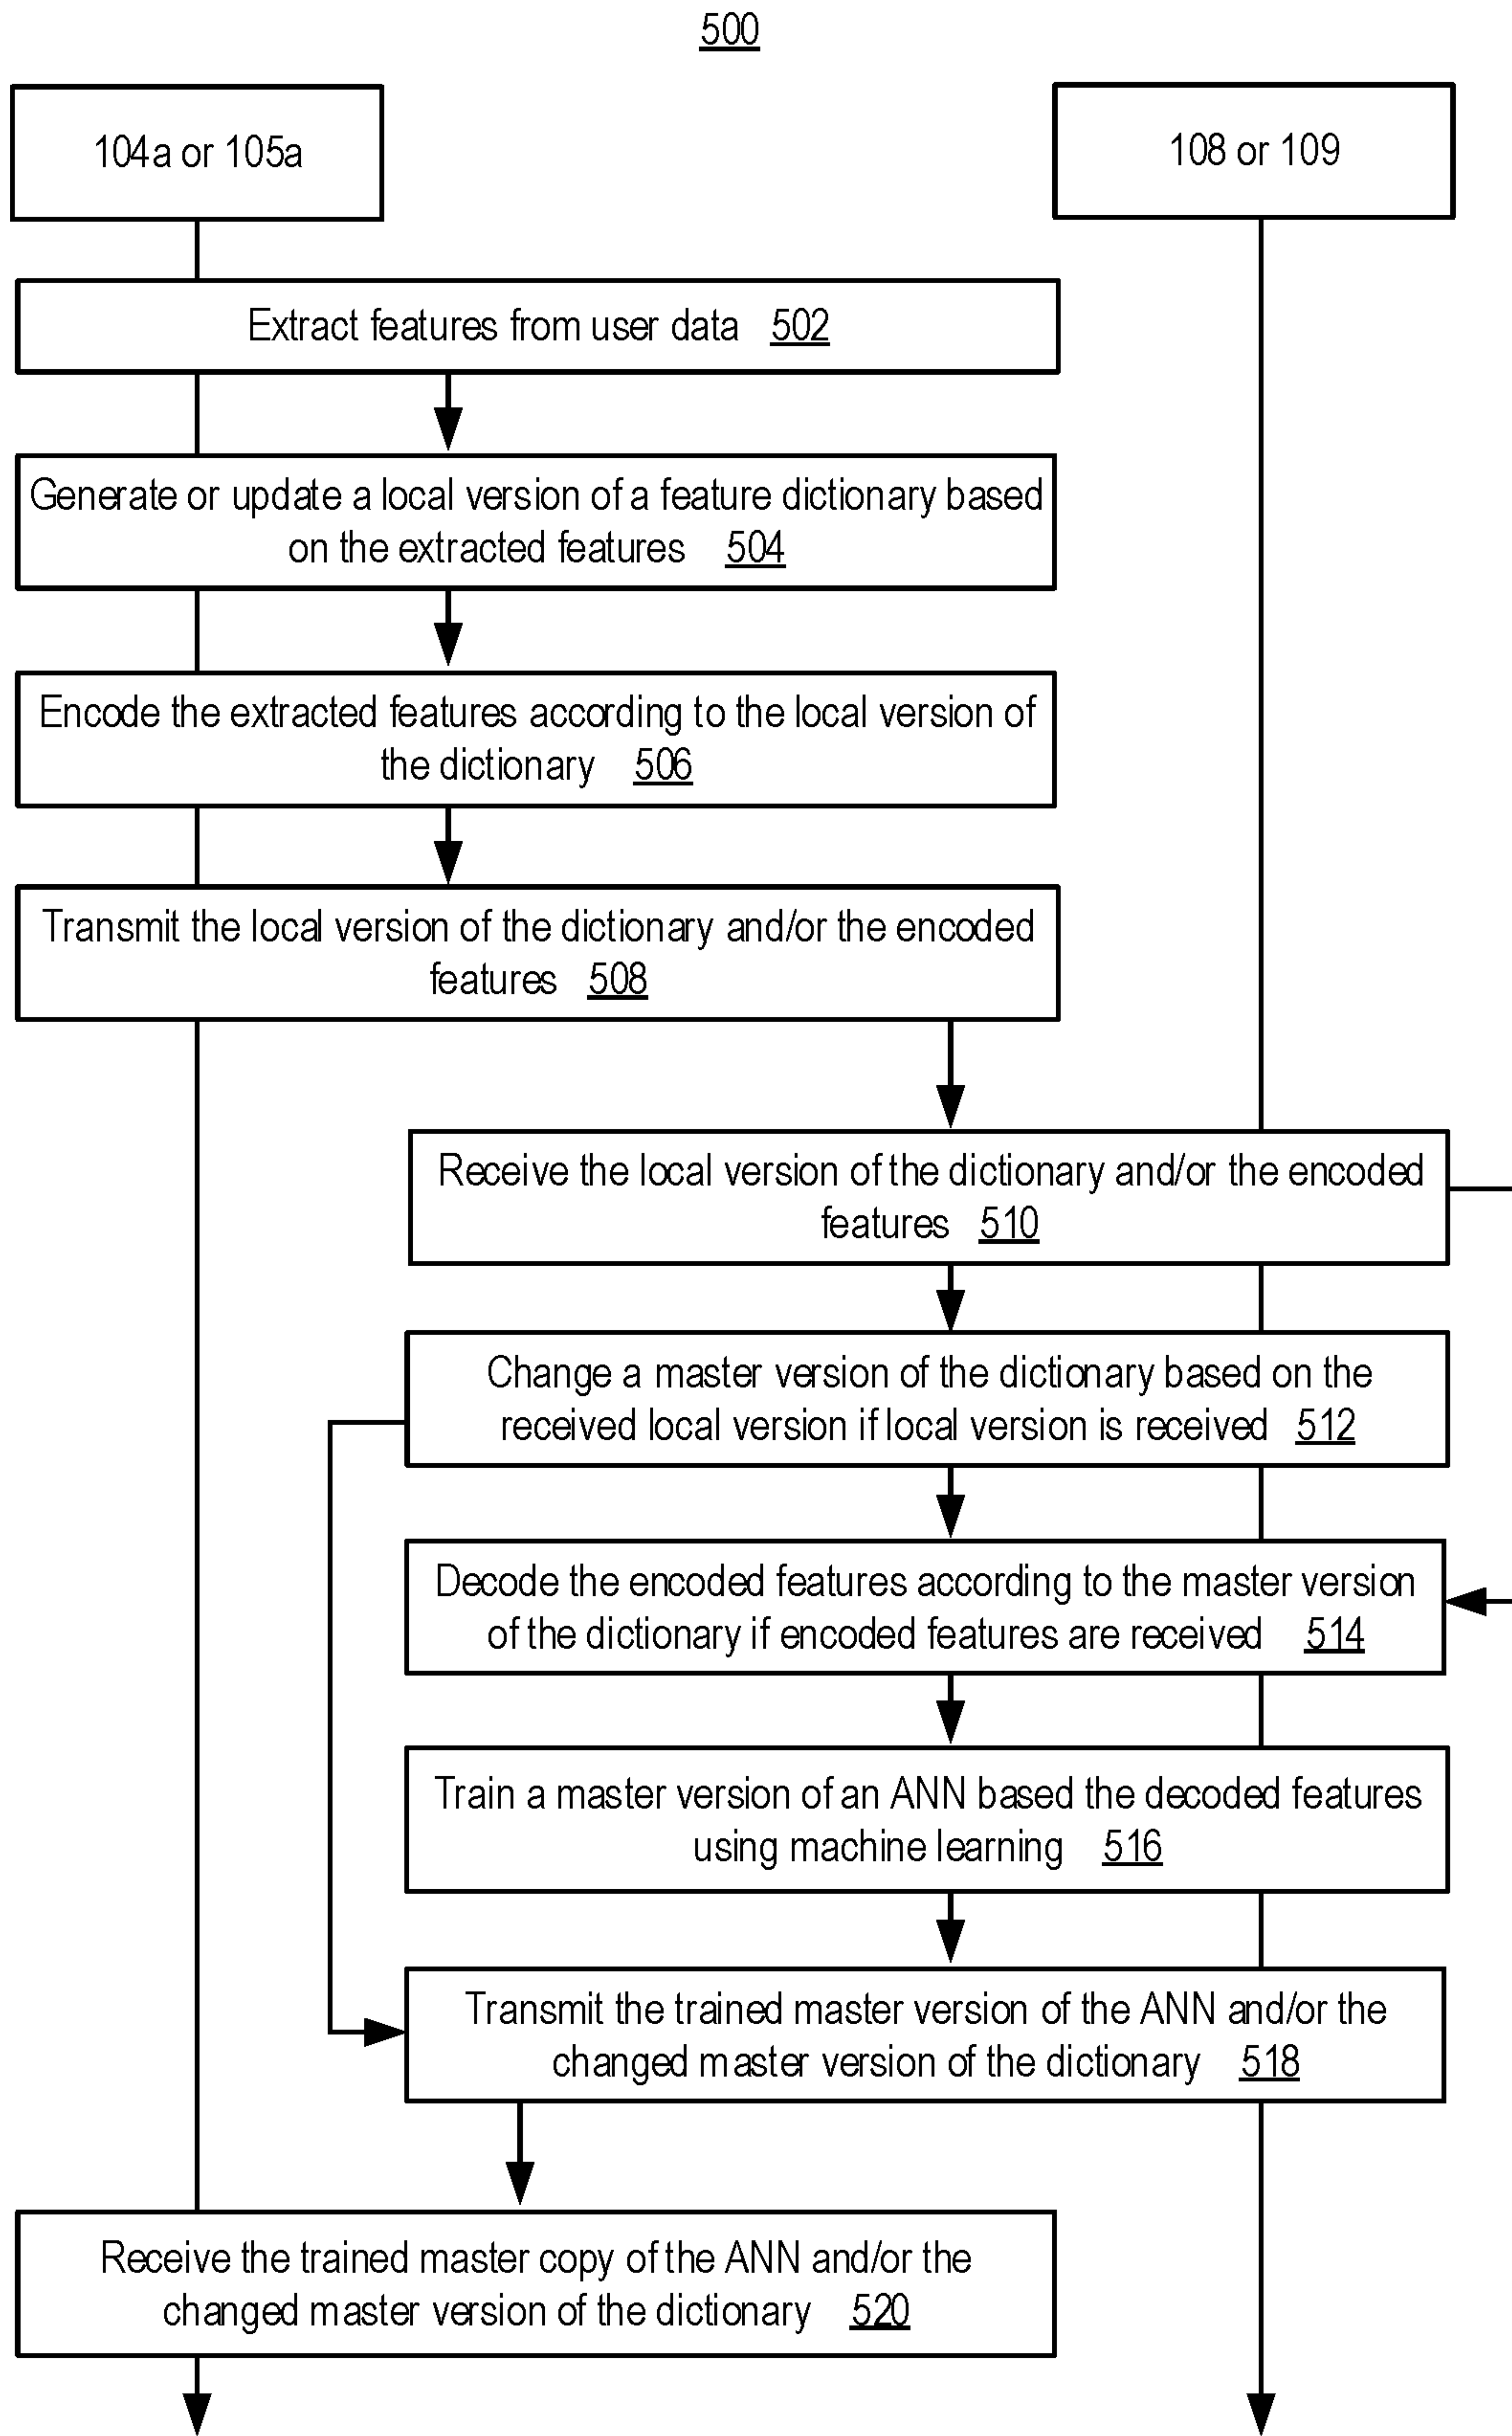 500
104a or 105a
108 or 109
Extract features from user data 502
Generate or update a local version of a feature dictionary based
on the extracted features 504
Encode the extracted features according to the local version of
the dictionary 506
Transmit the local version of the dictionary and/or the encoded
features 508
Receive the local version of the dictionary and/or the encoded
features 510
Change a master version of the dictionary based on the
received local version if local version is received 512
Decode the encoded features according to the master version
of the dictionary if encoded features are received 514
Train a master version of an ANN based the decoded features
using machine learning 516
Transmit the trained master version of the ANN and/or the
changed master version of the dictionary 518
Receive the trained master copy of the ANN and/or the
changed master version of the dictionary 520